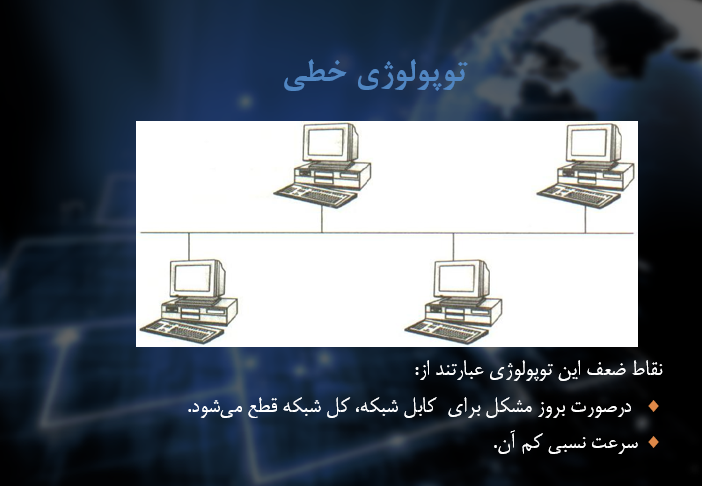 توپولوژی خطی
نقاط ضعف این توپولوژی عبارتند از:
درصورت بروز مشکل برای کابل شبکه، کل شبکه قطع می‌شود.
سرعت نسبی کم آن.